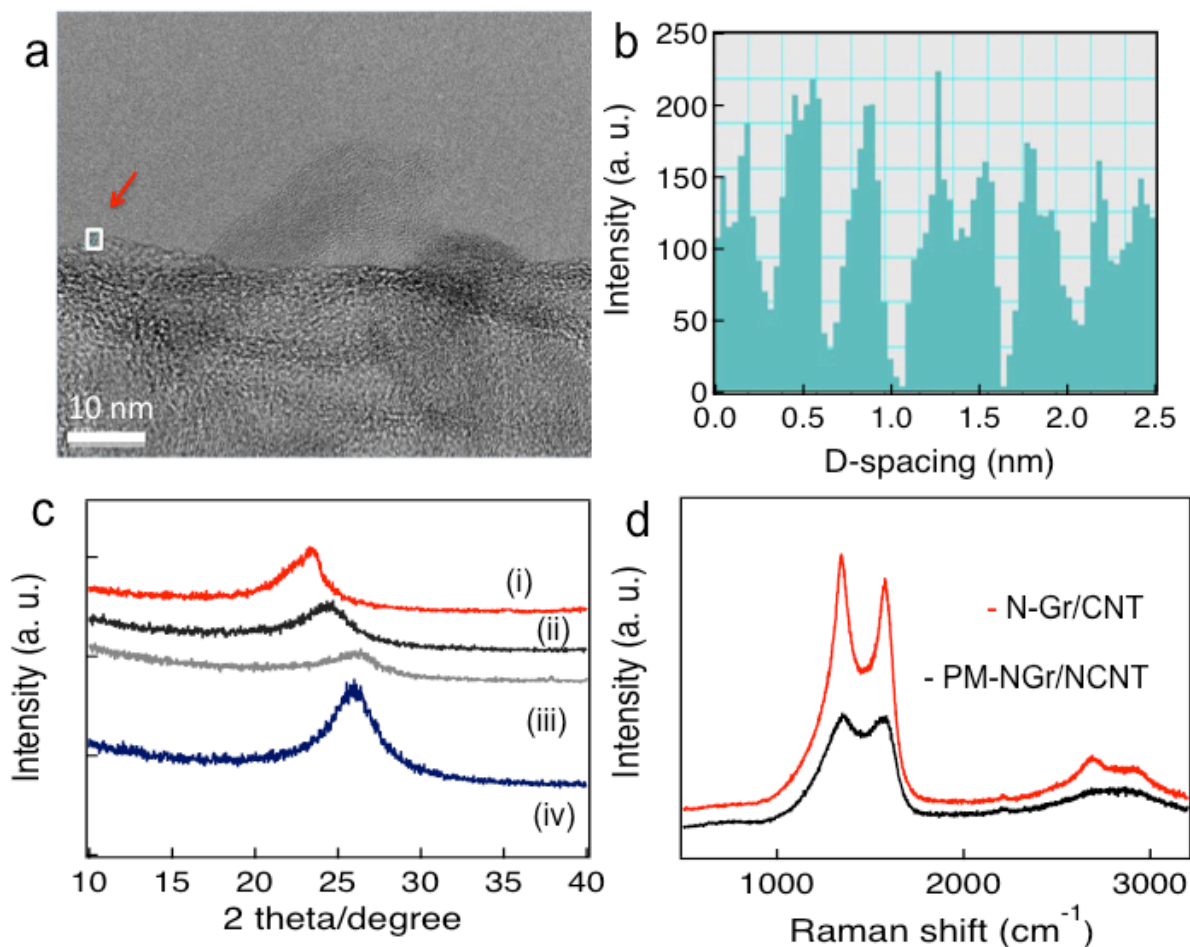 a
10 nm
b
Intensity (a. u.)
250
200
150
100
50
0
0.0 0.5 1.0 1.5 2.0 2.5
D-spacing (nm)
c
Intensity (a. u.)
(i)
(ii)
(iii)
(iv)
10 15 20 25 30 35 40
2 theta/degree
d
Intensity (a. u.)
- N-Gr/CNT
- PM-NGr/NCNT
1000 2000 3000
Raman shift (cm⁻¹)